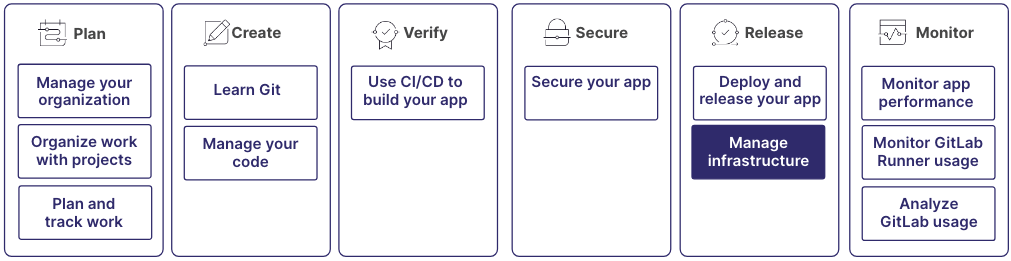 Plan
Manage your
organization
Organize work
with projects
Plan and
track work
Create
Learn Git
Manage your
code
Verify
Use CI/CD to
build your app
Secure
Secure your app
Release
Deploy and
release your app
Manage
infrastructure
Monitor
Monitor app
performance
Monitor GitLab
Runner usage
Analyze
GitLab usage